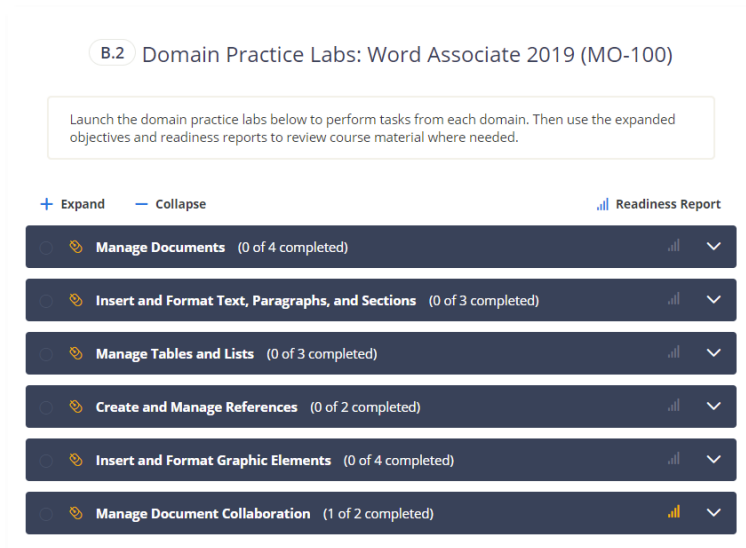 B.2 Domain Practice Labs: Word Associate 2019 (MO-100)
Launch the domain practice labs below to perform tasks from each domain. Then use the expanded
objectives and readiness reports to review course material where needed.
Expand Collapse Readiness Report
Manage Documents (0 of 4 completed)
Insert and Format Text, Paragraphs, and Sections (0 of 3 completed)
Manage Tables and Lists (0 of 3 completed)
Create and Manage References (0 of 2 completed)
Insert and Format Graphic Elements (0 of 4 completed)
Manage Document Collaboration (1 of 2 completed)